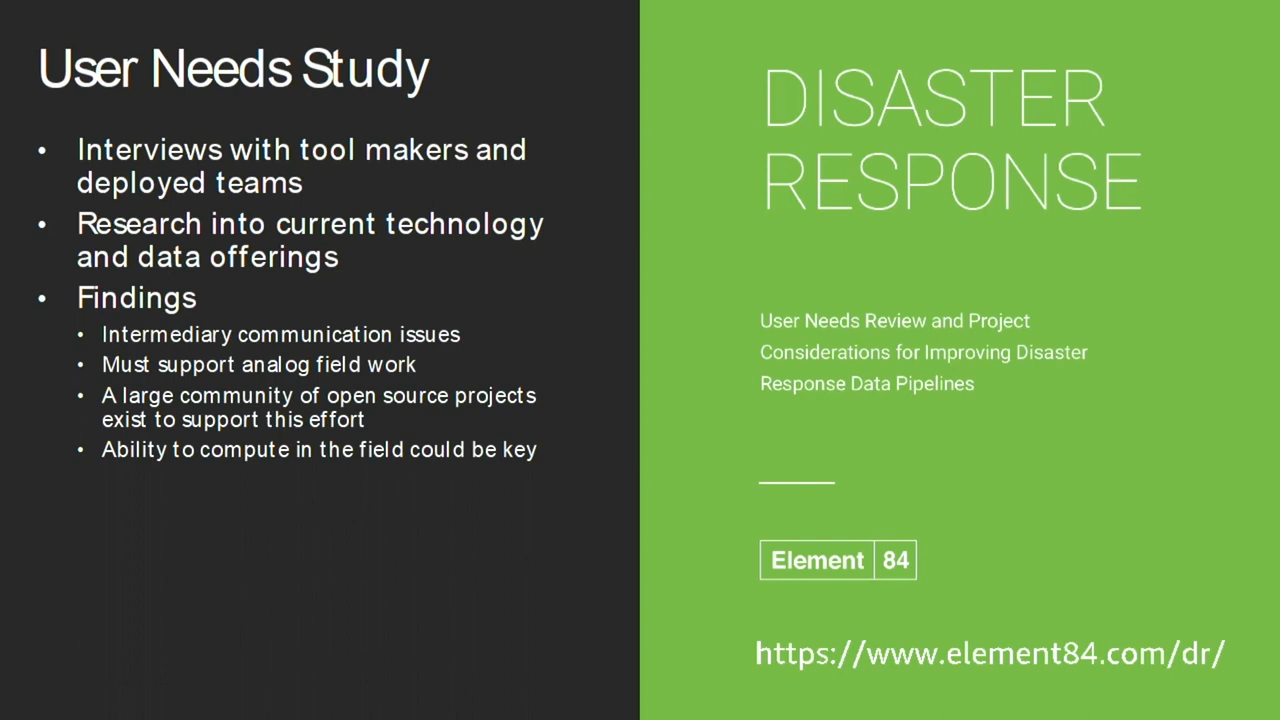 User Needs Study
• Interviews with tool makers and
deployed teams
• Research into current technology
and data offerings
• Findings
• Intermediary communication issues
• Must support analog field work
• A large community of open source projects
exist to support this effort
• Ability to compute in the field could be key
DISASTER
RESPONSE
User Needs Review and Project
Considerations for Improving Disaster
Response Data Pipelines
Element 84
https://www.element84.com/dr/